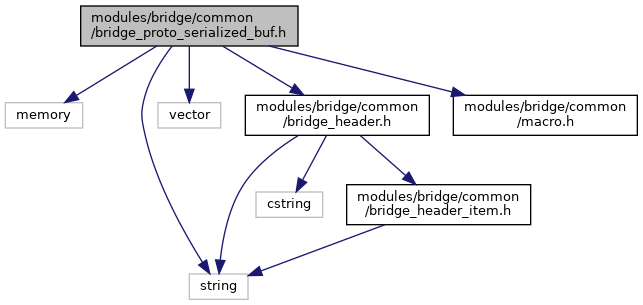 modules/bridge/common
/bridge_proto_serialized_buf.h
memory
vector
modules/bridge/common
/bridge_header.h
modules/bridge/common
/macro.h
cstring
modules/bridge/common
/bridge_header_item.h
string